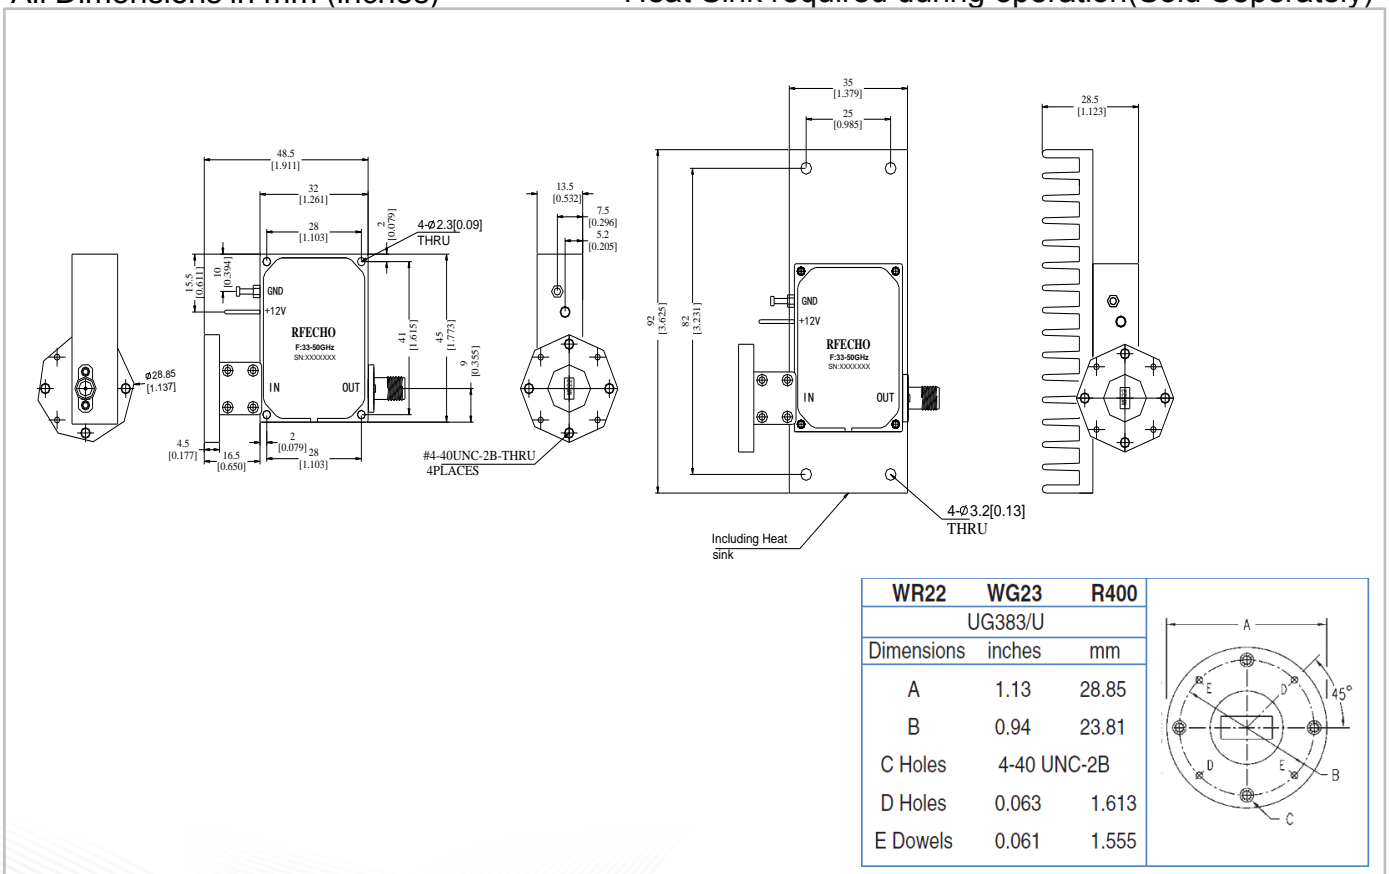 All Dimensions in mm (inches)
Heat Sink required during operation(Sold Seperately)
48.5
[1.911]
32
[1.261]
28
[1.103]
2
[0.079]
4-Ø2.3[0.09]
THRU
15.5
[0.611]
10
[0.394]
GND
+12V
RFECHO
F:33-50GHz
SN:XXXXXXX
IN
OUT
41
[1.615]
45
[1.773]
9
[0.355]
Ø28.85
[1.137]
4.5
[0.177]
16.5
[0.650]
2
[0.079]
28
[1.103]
13.5
[0.532]
7.5
[0.296]
5.2
[0.205]
#4-40UNC-2B-THRU
4PLACES
35
[1.379]
25
[0.985]
92
[3.625]
82
[3.231]
GND
+12V
RFECHO
F:33-50GHz
SN:XXXXXXX
IN
OUT
4-Ø3.2[0.13]
THRU
Including Heat
sink
28.5
[1.123]
WR22 WG23 R400
UG383/U
Dimensions inches mm
A 1.13 28.85
B 0.94 23.81
C Holes 4-40 UNC-2B
D Holes 0.063 1.613
E Dowels 0.061 1.555
A
E
D
45°
D
E
B
C